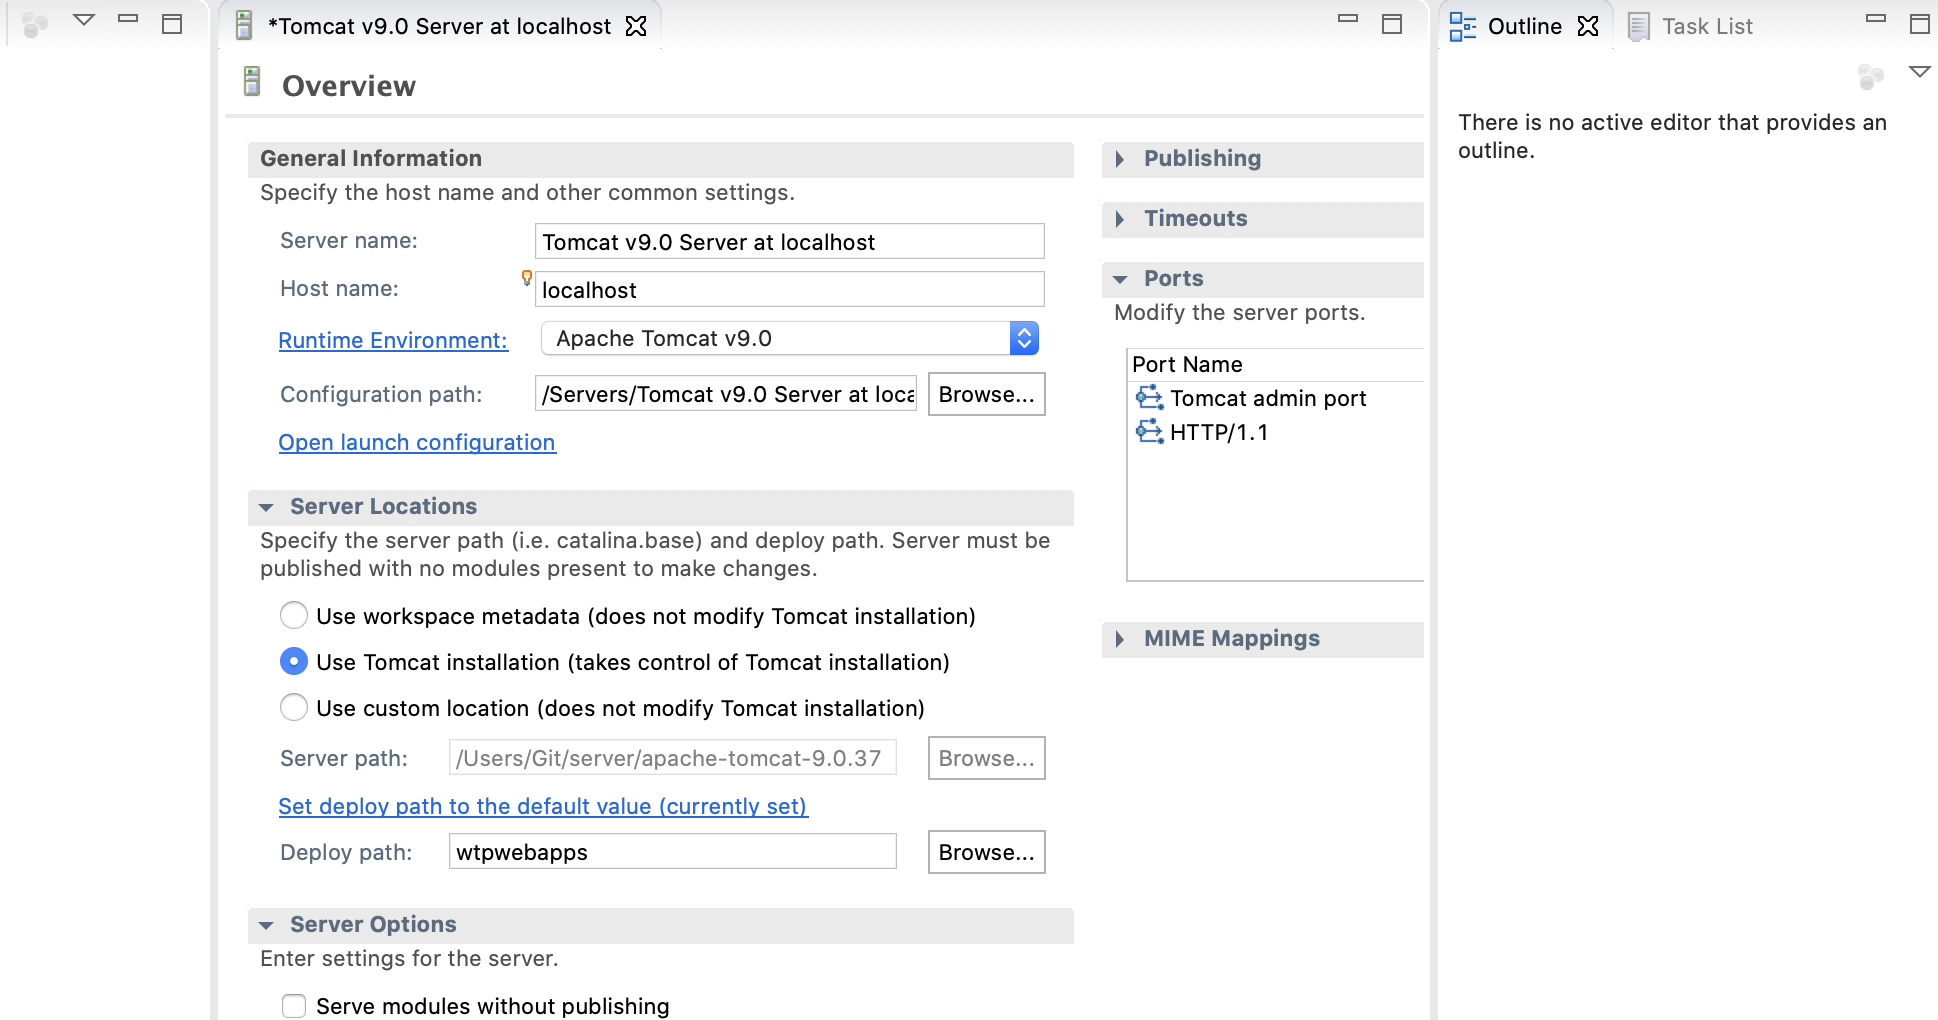 *Tomcat v9.0 Server at localhost
Overview
General Information
Specify the host name and other common settings.
Server name:
Tomcat v9.0 Server at localhost
Host name:
localhost
Runtime Environment:
Apache Tomcat v9.0
Configuration path:
/Servers/Tomcat v9.0 Server at loca
Browse...
Open launch configuration
Server Locations
Specify the server path (i.e. catalina.base) and deploy path. Server must be
published with no modules present to make changes.
Use workspace metadata (does not modify Tomcat installation)
Use Tomcat installation (takes control of Tomcat installation)
Use custom location (does not modify Tomcat installation)
Server path:
/Users/Git/server/apache-tomcat-9.0.37
Browse...
Set deploy path to the default value (currently set)
Deploy path:
wtpwebapps
Browse...
Server Options
Enter settings for the server.
Serve modules without publishing
Publishing
Timeouts
Ports
Modify the server ports.
Port Name
Tomcat admin port
HTTP/1.1
MIME Mappings
Outline
Task List
There is no active editor that provides an
outline.